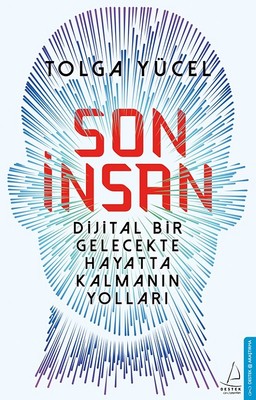 TOLGA YÜCEL
SON
İNSAN
DİJİTAL BİR
GELECEKTE
HAYATTA
KALMANIN
YOLLARI
DESTEK